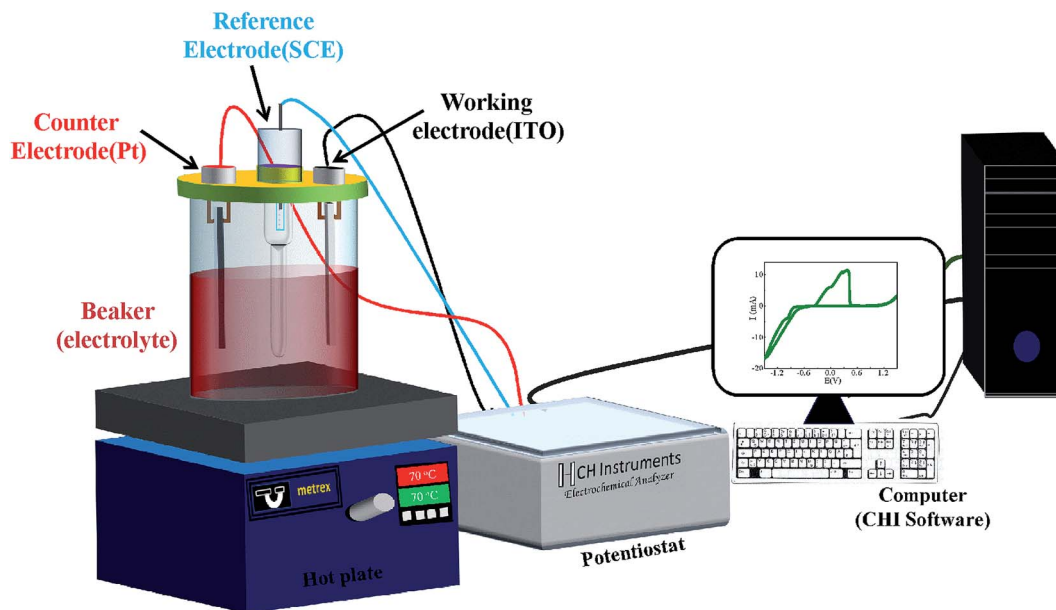 Reference
Electrode(SCE)
Counter
Electrode(Pt)
Working
electrode(ITO)
Beaker
(electrolyte)
10
0
-10
-20
I (mA)
-1.2
-0.6
0.0
0.6
1.2
E(V)
metrex
70 °C
70 °C
Hot plate
CH Instruments
Electrochemical Analyzer
Potentiostat
Computer
(CHI Software)